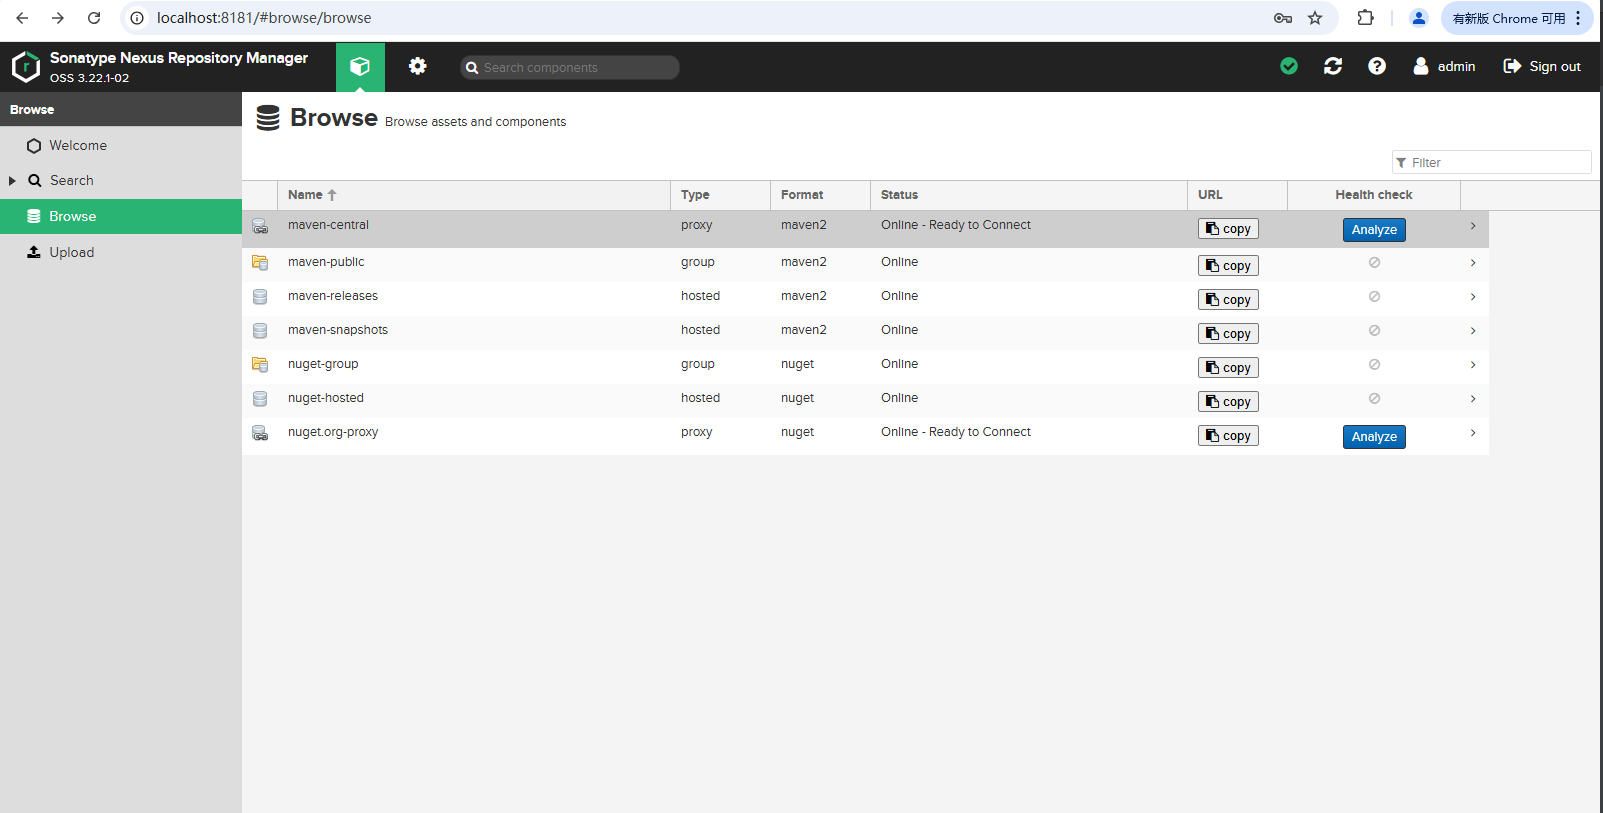 localhost:8181/#browse/browse
有新版 Chrome 可用
Sonatype Nexus Repository Manager
OSS 3.22.1-02
Search components
admin
Sign out
Browse
Welcome
Search
Browse
Upload
Browse Browse assets and components
Filter
Name Type Format Status URL Health check
maven-central proxy maven2 Online - Ready to Connect copy Analyze
maven-public group maven2 Online copy
maven-releases hosted maven2 Online copy
maven-snapshots hosted maven2 Online copy
nuget-group group nuget Online copy
nuget-hosted hosted nuget Online copy
nuget.org-proxy proxy nuget Online - Ready to Connect copy Analyze